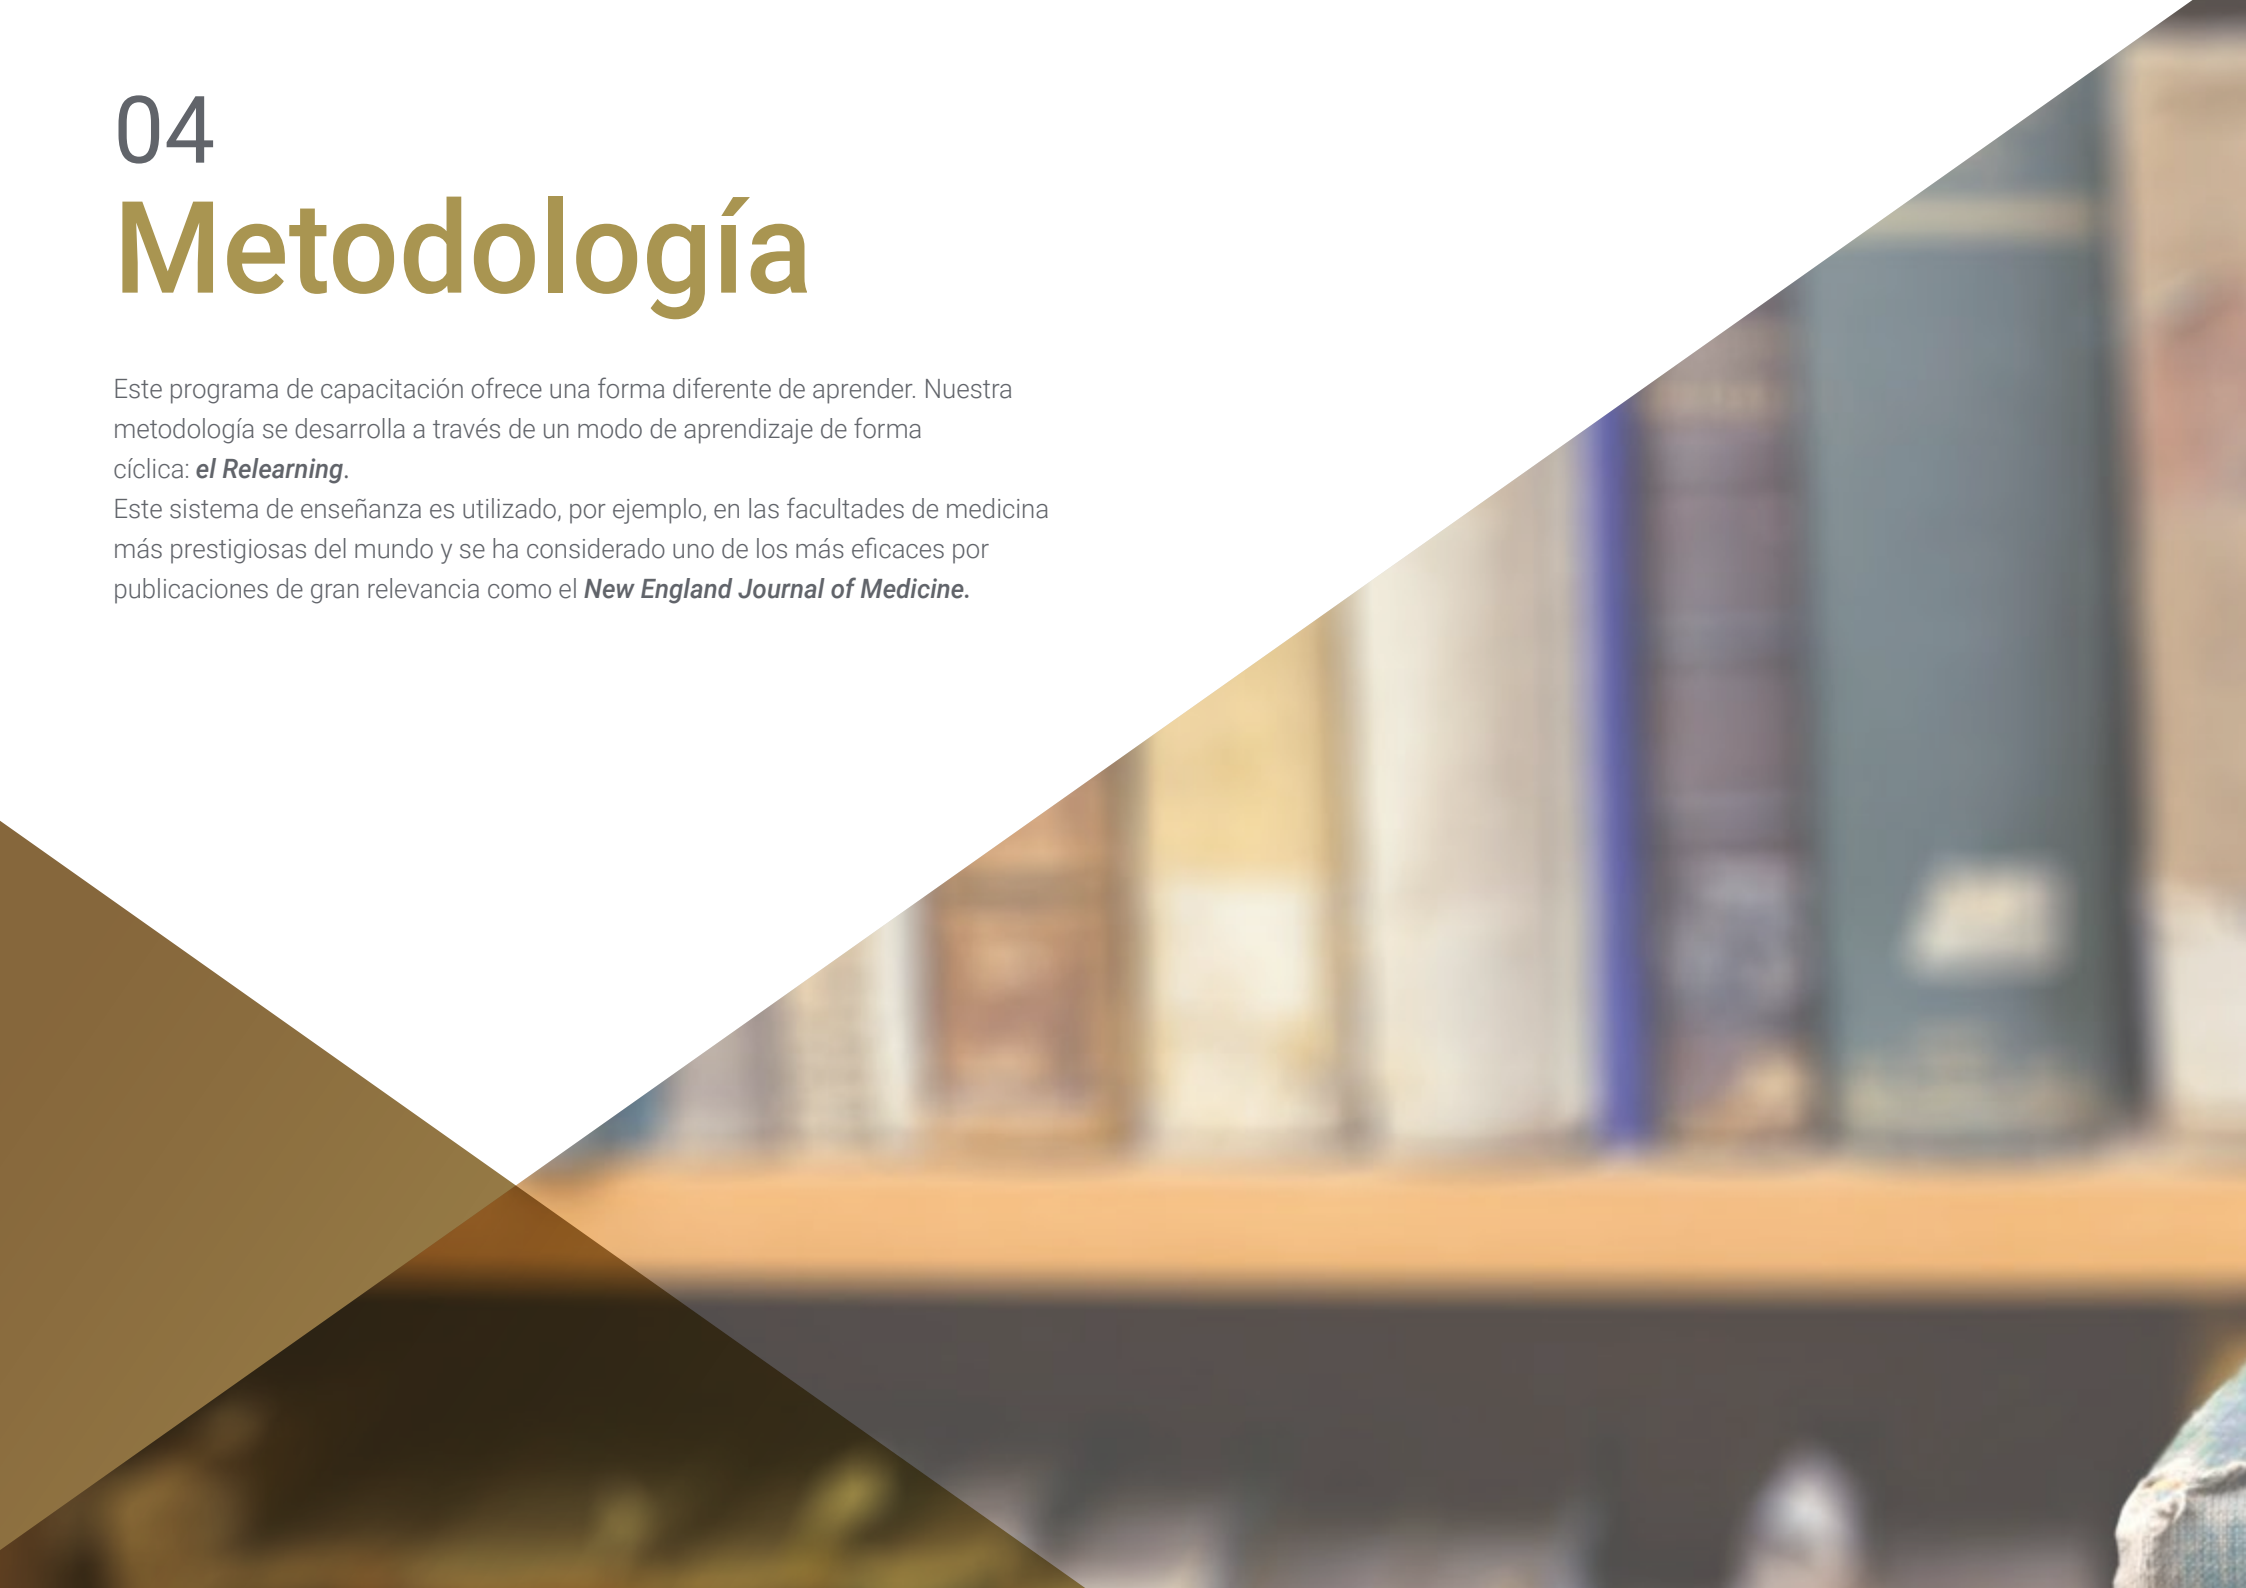 04
Metodología
Este programa de capacitación ofrece una forma diferente de aprender. Nuestra
metodología se desarrolla a través de un modo de aprendizaje de forma
cíclica: el Relearning.
Este sistema de enseñanza es utilizado, por ejemplo, en las facultades de medicina
más prestigiosas del mundo y se ha considerado uno de los más eficaces por
publicaciones de gran relevancia como el New England Journal of Medicine.